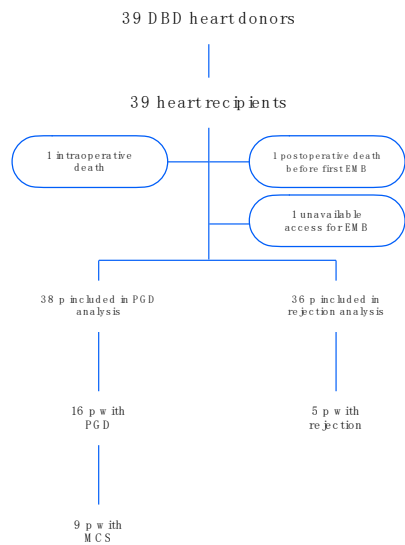 39 DBD heart donors
39 heart recipients
1 intraoperative
death
1 postoperative death
before first EMB
1 unavailable
access for EMB
38 p included in PGD
analysis
36 p included in
rejection analysis
16 p with
PGD
5 p with
rejection
9 p with
MCS